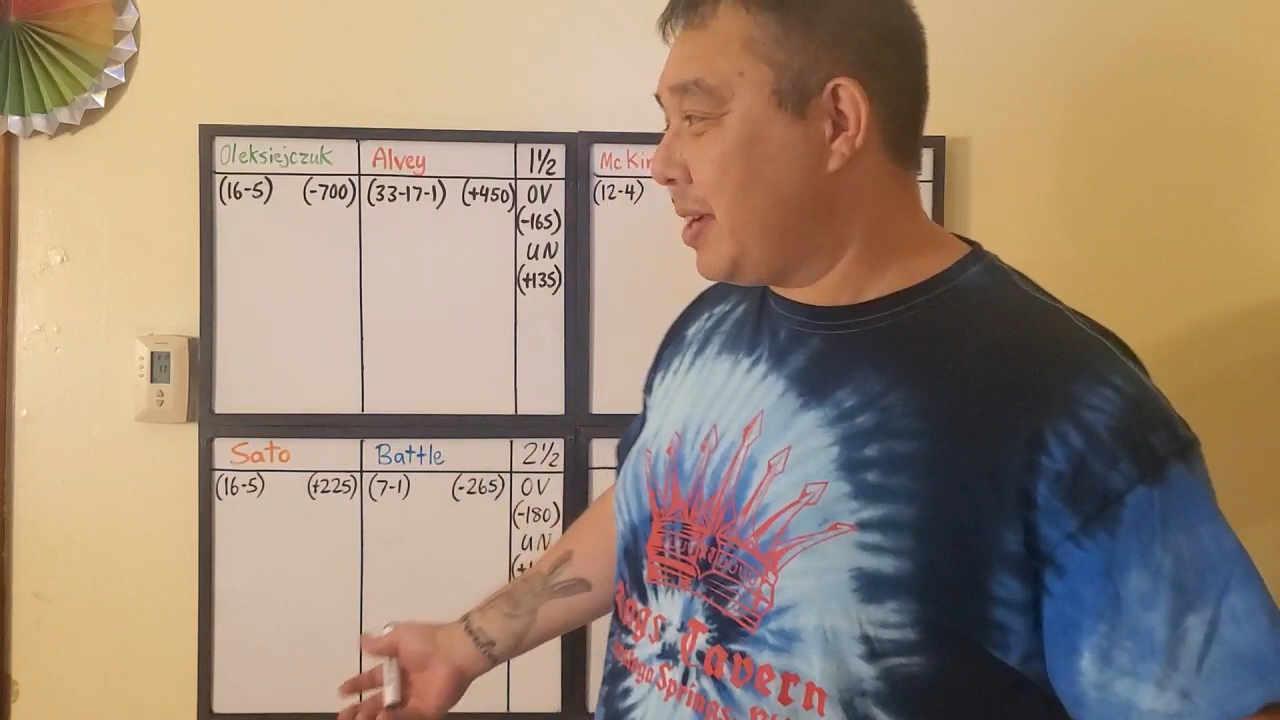 Oleksiejczuk Alvey 1½
(16-5) (-700) (33-17-1) (+450) OV
(-165)
UN
(+135)
(12-4)
Sato Battle 2½
(16-5) (+225) (7-1) (-265) OV
(-180)
UN
Tavern
Springs,